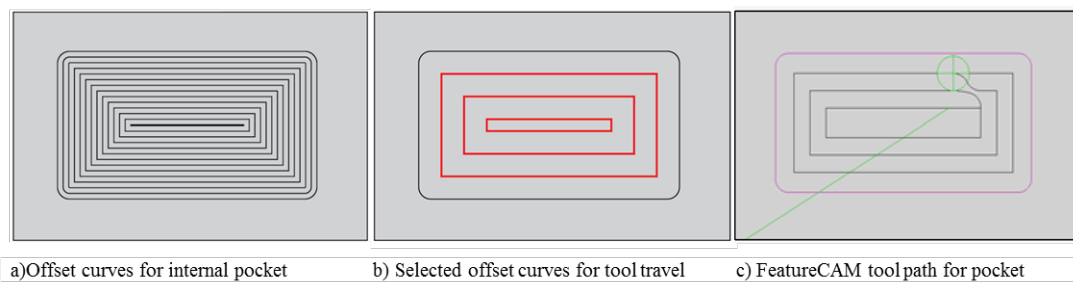 a)Offset curves for internal pocket
b) Selected offset curves for tool travel
c) FeatureCAM tool path for pocket